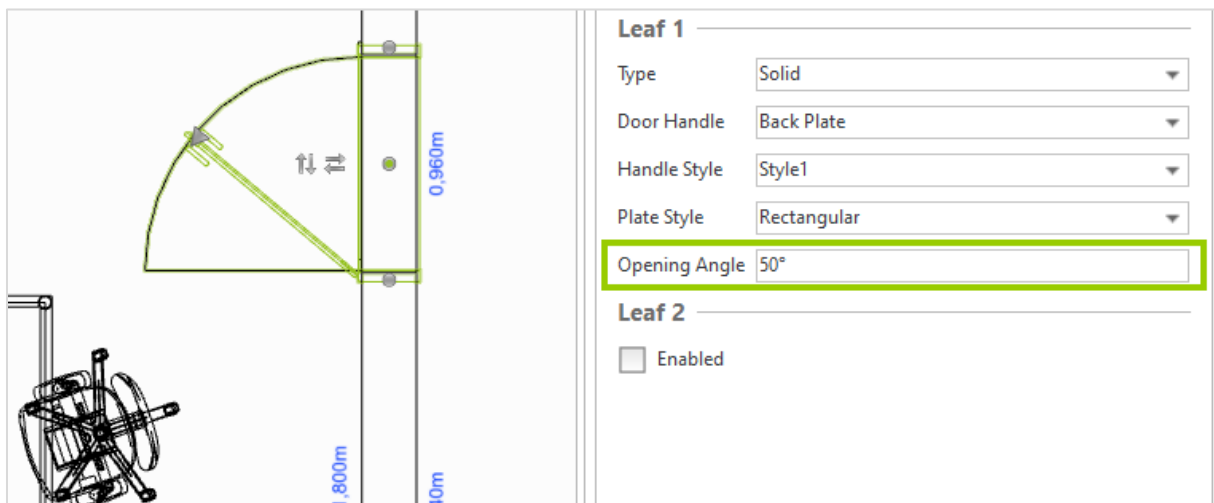 0,960m
Leaf 1
Type Solid
Door Handle Back Plate
Handle Style Style1
Plate Style Rectangular
Opening Angle 50°
Leaf 2
Enabled